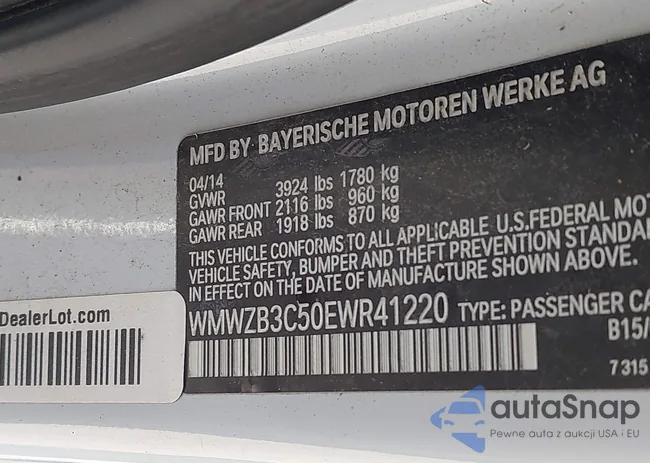 MFD BY BAYERISCHE MOTOREN WERKE AG
04/14
GVWR 3924 lbs 1780 kg
GAWR FRONT 2116 lbs 960 kg
GAWR REAR 1918 lbs 870 kg
THIS VEHICLE CONFORMS TO ALL APPLICABLE U.S.FEDERAL MOT
VEHICLE SAFETY, BUMPER AND THEFT PREVENTION STANDA
IN EFFECT ON THE DATE OF MANUFACTURE SHOWN ABOVE.
WMWZB3C50EWR41220 TYPE: PASSENGER CA
B15/
7 315
DealerLot.com
autaSnap
Pewne auta z aukcji USA i EU